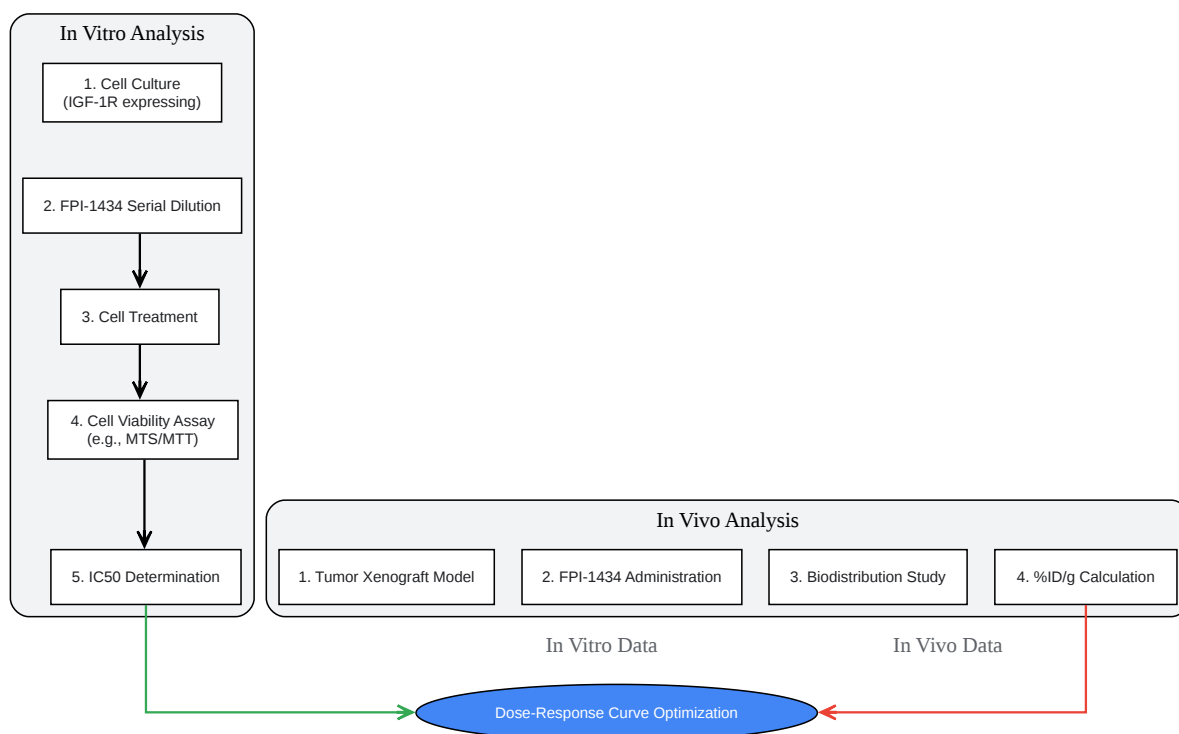 In Vitro Analysis
1. Cell Culture
(IGF-1R expressing)
2. FPI-1434 Serial Dilution
3. Cell Treatment
4. Cell Viability Assay
(e.g., MTS/MTT)
5. IC50 Determination
In Vivo Analysis
1. Tumor Xenograft Model
2. FPI-1434 Administration
3. Biodistribution Study
4. %ID/g Calculation
In Vitro Data
In Vivo Data
Dose-Response Curve Optimization